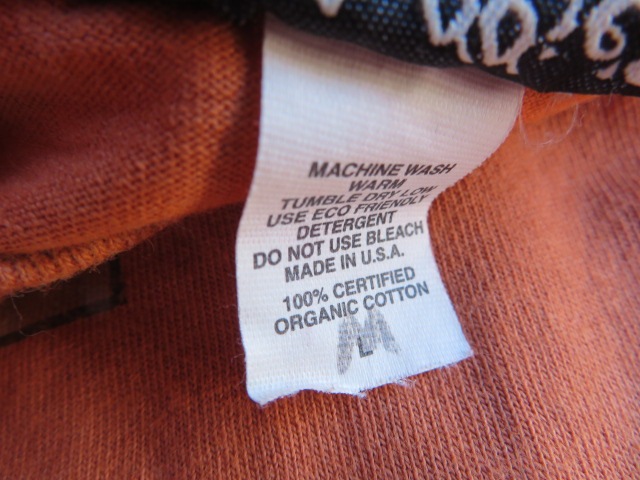 MACHINE WASH
WARM
TUMBLE DRY LOW
USE ECO FRIENDLY
DETERGENT
DO NOT USE BLEACH
MADE IN U.S.A.
100% CERTIFIED
ORGANIC COTTON
L